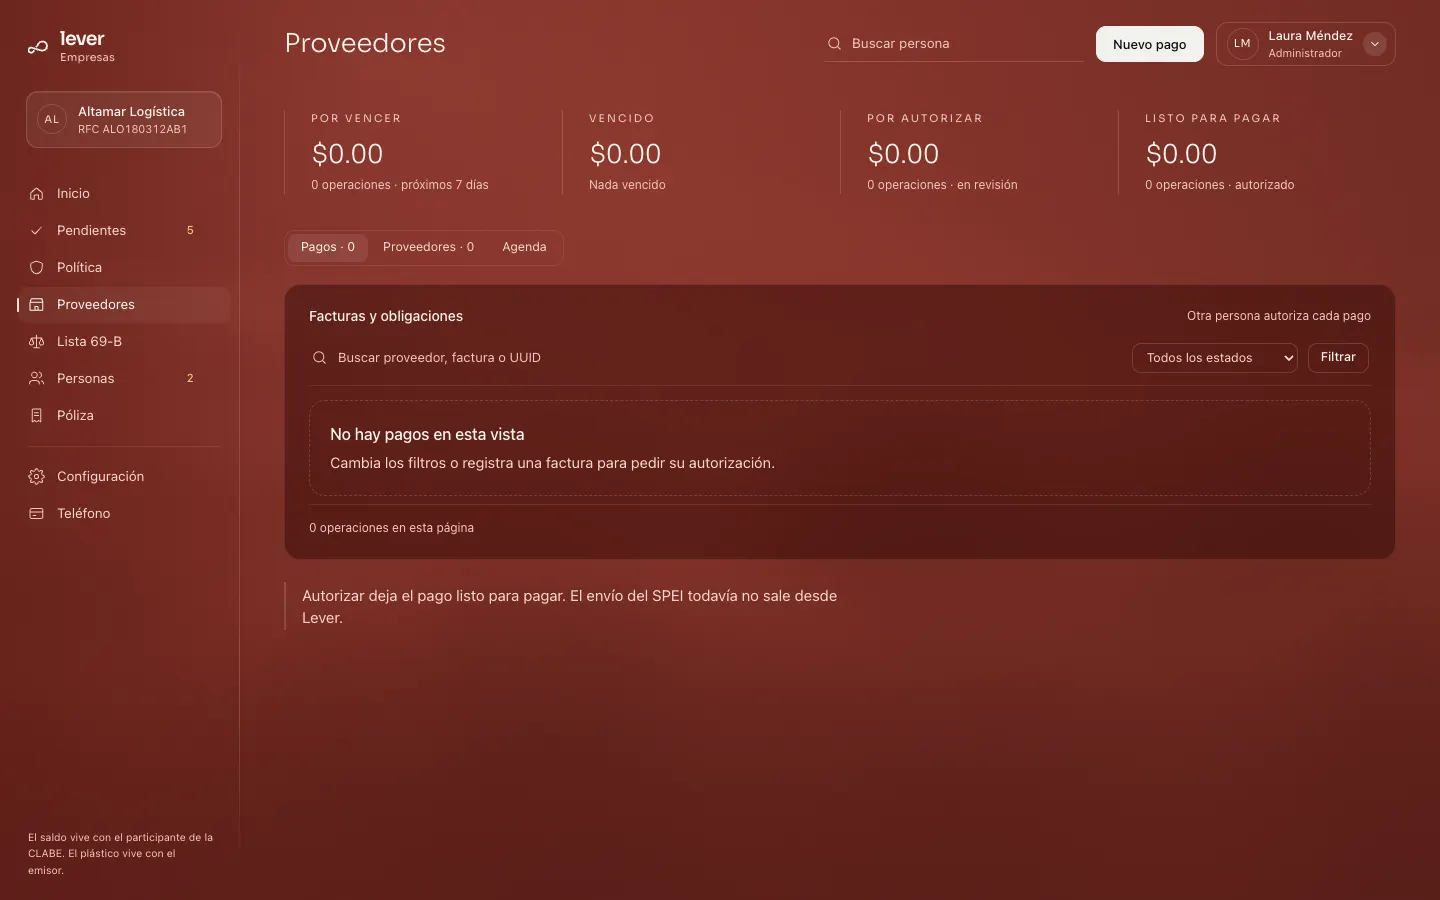 lever
Empresas
AL
Altamar Logística
RFC ALO180312AB1
Inicio
Pendientes 5
Política
Proveedores
Lista 69-B
Personas 2
Póliza
Configuración
Teléfono
El saldo vive con el participante de la
CLABE. El plástico vive con el
emisor.
Proveedores
Buscar persona
Nuevo pago
LM
Laura Méndez
Administrador
POR VENCER
$0.00
0 operaciones · próximos 7 días
VENCIDO
$0.00
Nada vencido
POR AUTORIZAR
$0.00
0 operaciones · en revisión
LISTO PARA PAGAR
$0.00
0 operaciones · autorizado
Pagos · 0
Proveedores · 0
Agenda
Facturas y obligaciones
Otra persona autoriza cada pago
Buscar proveedor, factura o UUID
Todos los estados
Filtrar
No hay pagos en esta vista
Cambia los filtros o registra una factura para pedir su autorización.
0 operaciones en esta página
Autorizar deja el pago listo para pagar. El envío del SPEI todavía no sale desde
Lever.